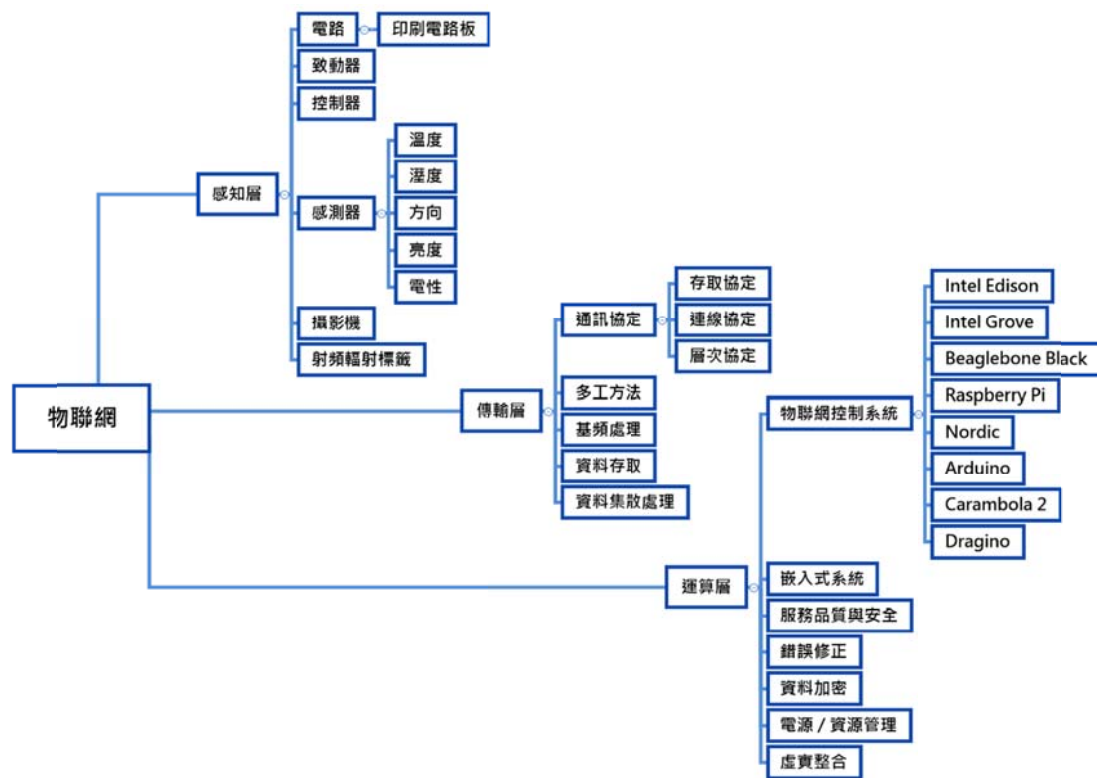 物聯網
感知層
電路
印刷電路板
致動器
控制器
感測器
溫度
溼度
方向
亮度
電性
攝影機
射頻輻射標籤
傳輸層
通訊協定
存取協定
連線協定
層次協定
多工方法
基頻處理
資料存取
資料集散處理
運算層
物聯網控制系統
Intel Edison
Intel Grove
Beaglebone Black
Raspberry Pi
Nordic
Arduino
Carambola 2
Dragino
嵌入式系統
服務品質與安全
錯誤修正
資料加密
電源 / 資源管理
虛實整合